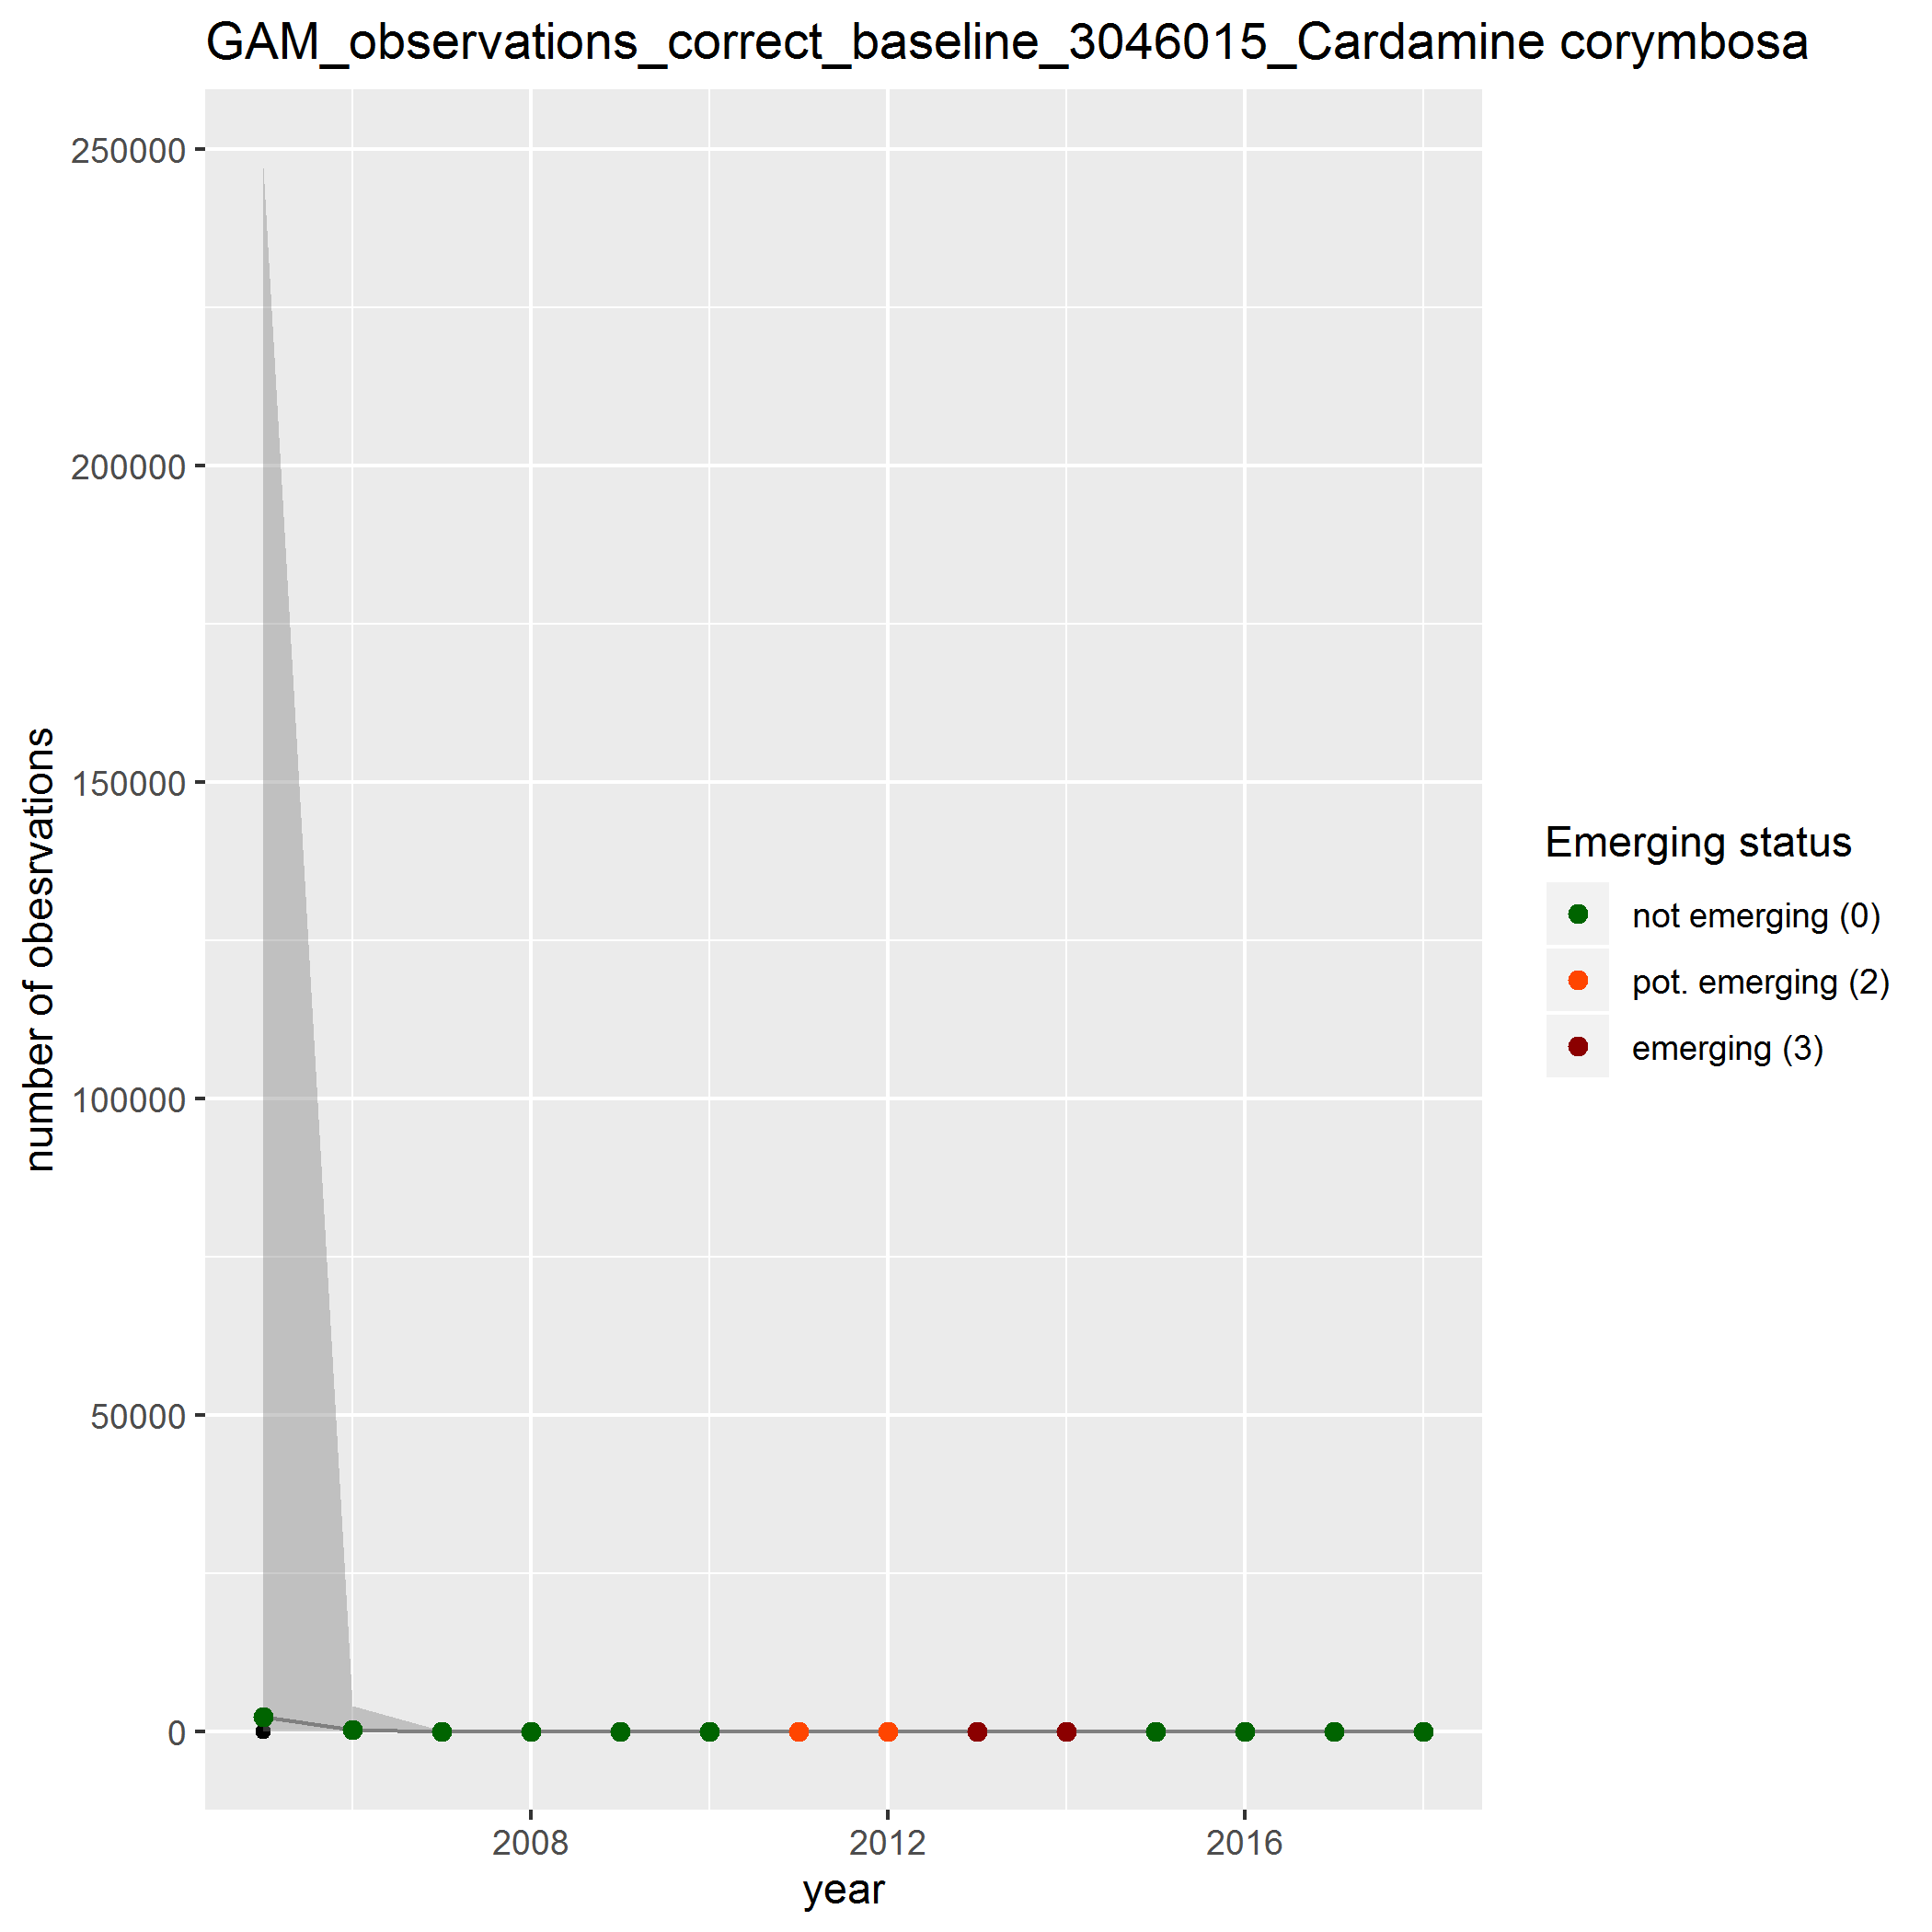 GAM_observations_correct_baseline_3046015_Cardamine corymbosa
250000
200000
150000
100000
50000
0
number of obesrvations
2008
2012
2016
year
Emerging status
not emerging (0)
pot. emerging (2)
emerging (3)